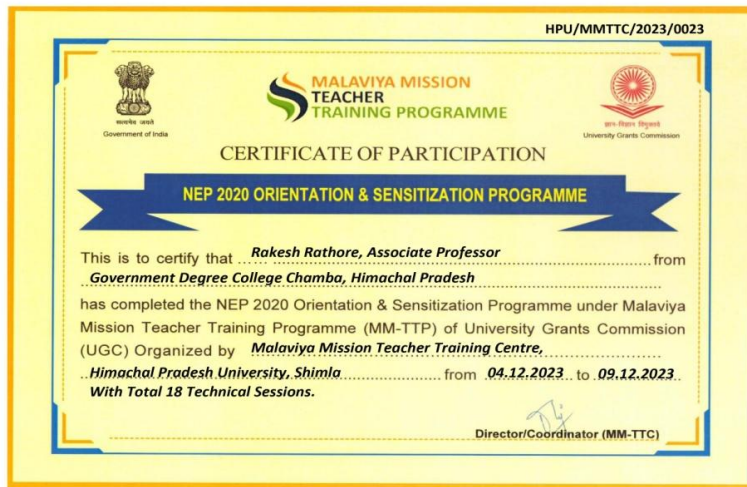 HPU/MMTTC/2023/0023
सत्यमेव जयते
Government of India
MALAVIYA MISSION
TEACHER
TRAINING PROGRAMME
ज्ञान-विज्ञान विमुक्तये
University Grants Commission
CERTIFICATE OF PARTICIPATION
NEP 2020 ORIENTATION & SENSITIZATION PROGRAMME
This is to certify that Rakesh Rathore, Associate Professor from
Government Degree College Chamba, Himachal Pradesh
has completed the NEP 2020 Orientation & Sensitization Programme under Malaviya
Mission Teacher Training Programme (MM-TTP) of University Grants Commission
(UGC) Organized by Malaviya Mission Teacher Training Centre,
Himachal Pradesh University, Shimla from 04.12.2023 to 09.12.2023
With Total 18 Technical Sessions.
Director/Coordinator (MM-TTC)